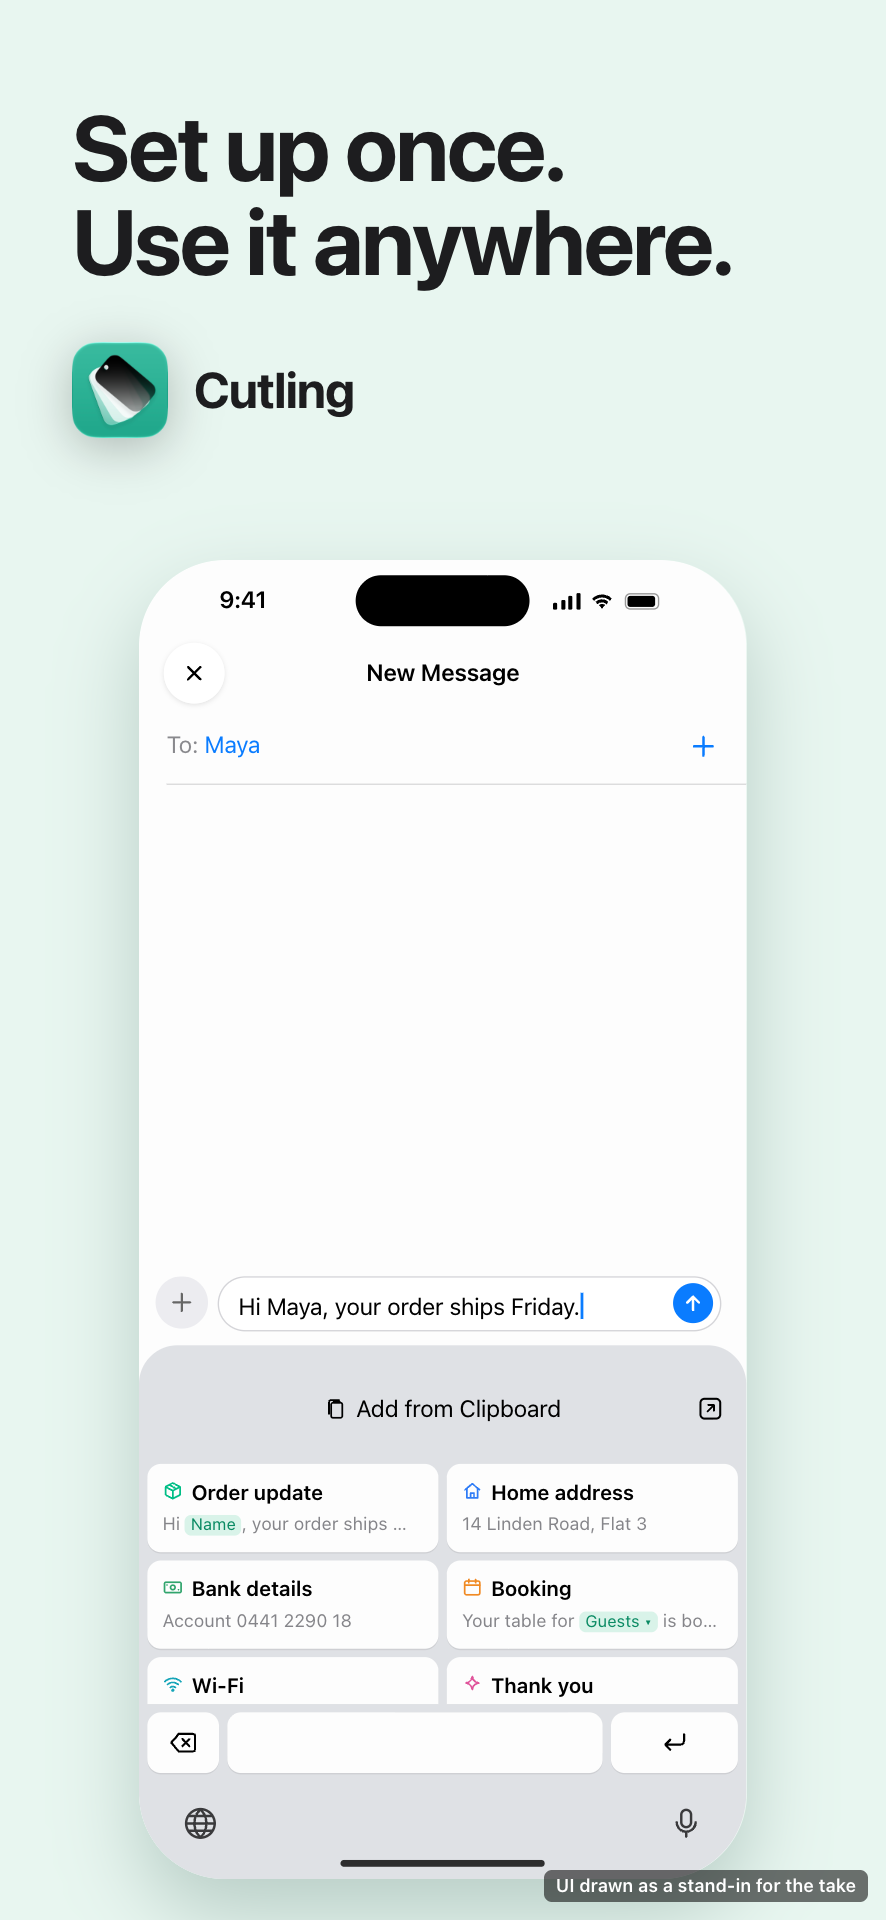 Set up once.
Use it anywhere.
Cutling
9:41
New Message
To: Maya
Hi Maya, your order ships Friday.
Add from Clipboard
Order update
Hi Name, your order ships ...
Home address
14 Linden Road, Flat 3
Bank details
Account 0441 2290 18
Booking
Your table for Guests ▾ is bo...
Wi-Fi
Thank you
UI drawn as a stand-in for the take